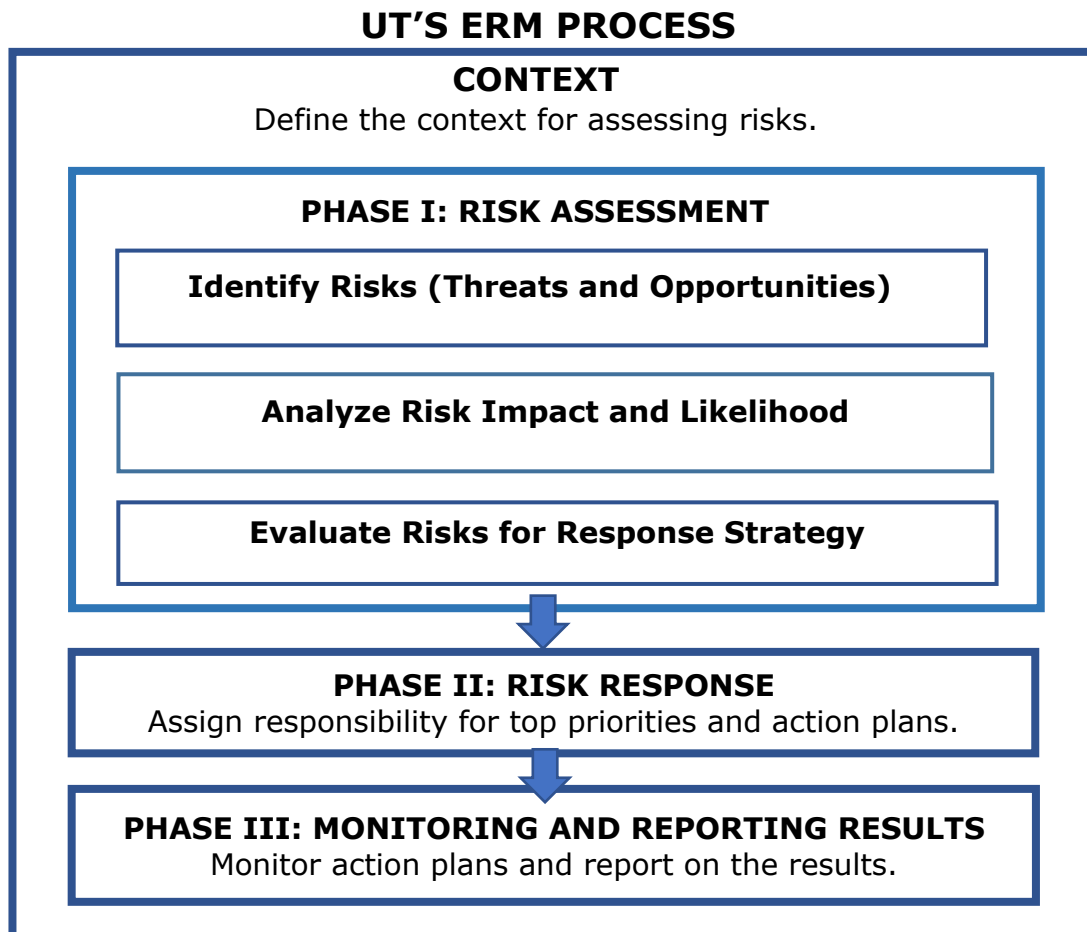 UT’S ERM PROCESS
CONTEXT
Define the context for assessing risks.
PHASE I: RISK ASSESSMENT
Identify Risks (Threats and Opportunities)
Analyze Risk Impact and Likelihood
Evaluate Risks for Response Strategy
PHASE II: RISK RESPONSE
Assign responsibility for top priorities and action plans.
PHASE III: MONITORING AND REPORTING RESULTS
Monitor action plans and report on the results.